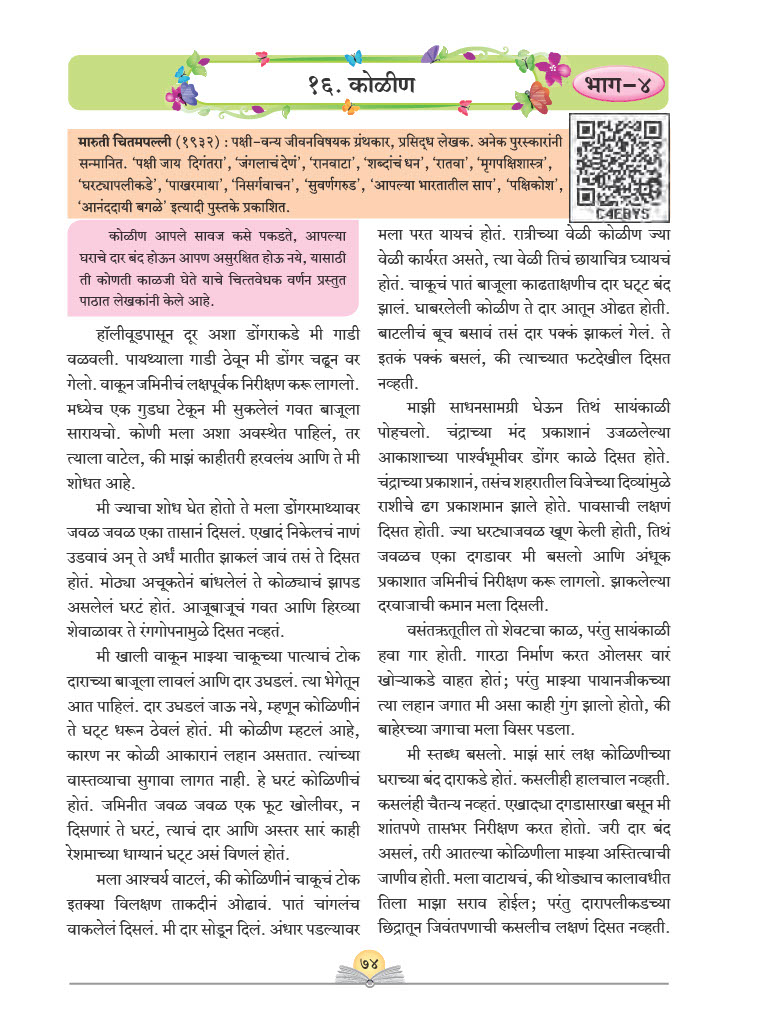 १६. कोळीण
भाग-४
मारुती चितमपल्ली (१९३२) : पक्षी-वन्य जीवनविषयक ग्रंथकार, प्रसिद्ध लेखक. अनेक पुरस्कारांनी
सन्मानित. ‘पक्षी जाय दिगंतरा’, ‘जंगलाचं देणं’, ‘रानवाटा’, ‘शब्दांचं धन’, ‘रातवा’, ‘मृगपक्षिशास्त्र’,
‘घरट्यापलीकडे’, ‘पाखरमाया’, ‘निसर्गवाचन’, ‘सुवर्णगरुड’, ‘आपल्या भारतातील साप’, ‘पक्षिकोश’,
‘आनंददायी बगळे’ इत्यादी पुस्तके प्रकाशित.
C4EBY5
कोळीण आपले सावज कसे पकडते, आपल्या
घराचे दार बंद होऊन आपण असुरक्षित होऊ नये, यासाठी
ती कोणती काळजी घेते याचे चित्तवेधक वर्णन प्रस्तुत
पाठात लेखकांनी केले आहे.
हॉलीवूडपासून दूर अशा डोंगराकडे मी गाडी
वळवली. पायथ्याला गाडी ठेवून मी डोंगर चढून वर
गेलो. वाकून जमिनीचं लक्षपूर्वक निरीक्षण करू लागलो.
मध्येच एक गुडघा टेकून मी सुकलेलं गवत बाजूला
सारायचो. कोणी मला अशा अवस्थेत पाहिलं, तर
त्याला वाटेल, की माझं काहीतरी हरवलंय आणि ते मी
शोधत आहे.
मी ज्याचा शोध घेत होतो ते मला डोंगरमाथ्यावर
जवळ जवळ एका तासानं दिसलं. एखादं निकेलचं नाणं
उडवावं अन् ते अर्धं मातीत झाकलं जावं तसं ते दिसत
होतं. मोठ्या अचूकतेनं बांधलेलं ते कोळ्याचं झापड
असलेलं घरटं होतं. आजूबाजूचं गवत आणि हिरव्या
शेवाळावर ते रंगगोपनामुळे दिसत नव्हतं.
मी खाली वाकून माझ्या चाकूच्या पात्याचं टोक
दाराच्या बाजूला लावलं आणि दार उघडलं. त्या भेगेतून
आत पाहिलं. दार उघडलं जाऊ नये, म्हणून कोळिणीनं
ते घट्ट धरून ठेवलं होतं. मी कोळीण म्हटलं आहे,
कारण नर कोळी आकारानं लहान असतात. त्यांच्या
वास्तव्याचा सुगावा लागत नाही. हे घरटं कोळिणीचं
होतं. जमिनीत जवळ जवळ एक फूट खोलीवर, न
दिसणारं ते घरटं, त्याचं दार आणि अस्तर सारं काही
रेशमाच्या धाग्यानं घट्ट असं विणलं होतं.
मला आश्चर्य वाटलं, की कोळिणीनं चाकूचं टोक
इतक्या विलक्षण ताकदीनं ओढावं. पातं चांगलंच
वाकलेलं दिसलं. मी दार सोडून दिलं. अंधार पडल्यावर
मला परत यायचं होतं. रात्रीच्या वेळी कोळीण ज्या
वेळी कार्यरत असते, त्या वेळी तिचं छायाचित्र घ्यायचं
होतं. चाकूचं पातं बाजूला काढताक्षणीच दार घट्ट बंद
झालं. घाबरलेली कोळीण ते दार आतून ओढत होती.
बाटलीचं बूच बसावं तसं दार पक्कं झाकलं गेलं. ते
इतकं पक्कं बसलं, की त्याच्यात फटदेखील दिसत
नव्हती.
माझी साधनसामग्री घेऊन तिथं सायंकाळी
पोहचलो. चंद्राच्या मंद प्रकाशानं उजळलेल्या
आकाशाच्या पार्श्वभूमीवर डोंगर काळे दिसत होते.
चंद्राच्या प्रकाशानं, तसंच शहरातील विजेच्या दिव्यांमुळे
राशीचे ढग प्रकाशमान झाले होते. पावसाची लक्षणं
दिसत होती. ज्या घरट्याजवळ खूण केली होती, तिथं
जवळच एका दगडावर मी बसलो आणि अंधूक
प्रकाशात जमिनीचं निरीक्षण करू लागलो. झाकलेल्या
दरवाजाची कमान मला दिसली.
वसंतऋतूतील तो शेवटचा काळ, परंतु सायंकाळी
हवा गार होती. गारठा निर्माण करत ओलसर वारं
खोऱ्याकडे वाहत होतं; परंतु माझ्या पायानजीकच्या
त्या लहान जगात मी असा काही गुंग झालो होतो, की
बाहेरच्या जगाचा मला विसर पडला.
मी स्तब्ध बसलो. माझं सारं लक्ष कोळिणीच्या
घराच्या बंद दाराकडे होतं. कसलीही हालचाल नव्हती.
कसलंही चैतन्य नव्हतं. एखाद्या दगडासारखा बसून मी
शांतपणे तासभर निरीक्षण करत होतो. जरी दार बंद
असलं, तरी आतल्या कोळिणीला माझ्या अस्तित्वाची
जाणीव होती. मला वाटायचं, की थोड्याच कालावधीत
तिला माझा सराव होईल; परंतु दारापलीकडच्या
छिद्रातून जिवंतपणाची कसलीच लक्षणं दिसत नव्हती.
७४